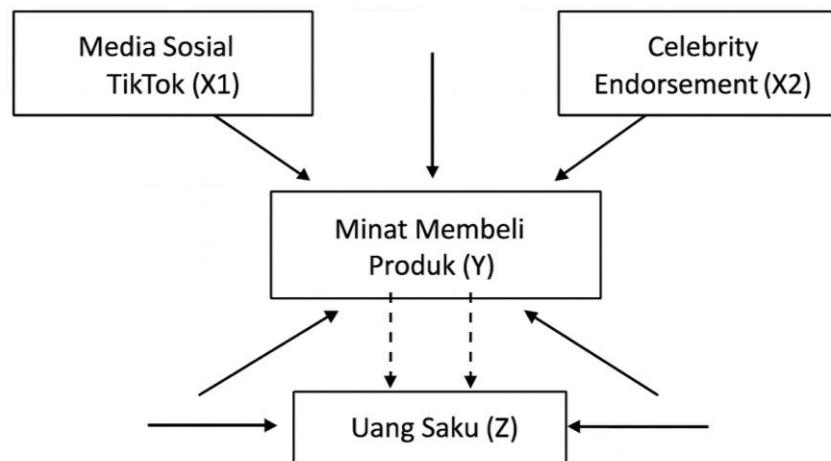 Media Sosial
TikTok (X1)
Celebrity
Endorsement (X2)
Minat Membeli
Produk (Y)
Uang Saku (Z)